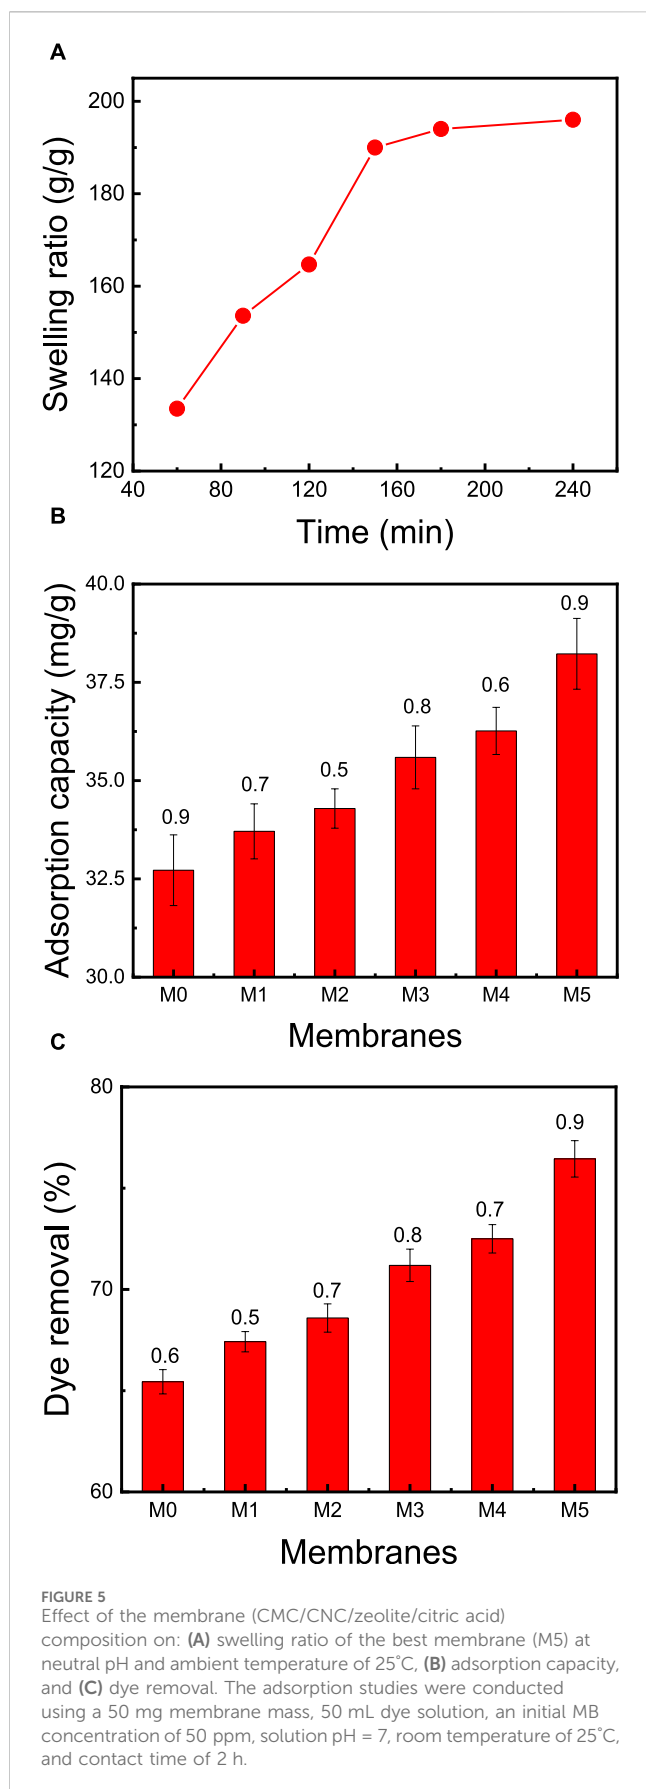 A
200
180
160
140
120
Swelling ratio (g/g)
40 80 120 160 200 240
Time (min)
B
40.0
37.5
35.0
32.5
30.0
Adsorption capacity (mg/g)
0.9 0.7 0.5 0.8 0.6 0.9
M0 M1 M2 M3 M4 M5
Membranes
C
80
70
60
Dye removal (%)
0.6 0.5 0.7 0.8 0.7 0.9
M0 M1 M2 M3 M4 M5
Membranes
FIGURE 5
Effect of the membrane (CMC/CNC/zeolite/citric acid)
composition on: (A) swelling ratio of the best membrane (M5) at
neutral pH and ambient temperature of 25°C, (B) adsorption capacity,
and (C) dye removal. The adsorption studies were conducted
using a 50 mg membrane mass, 50 mL dye solution, an initial MB
concentration of 50 ppm, solution pH = 7, room temperature of 25°C,
and contact time of 2 h.